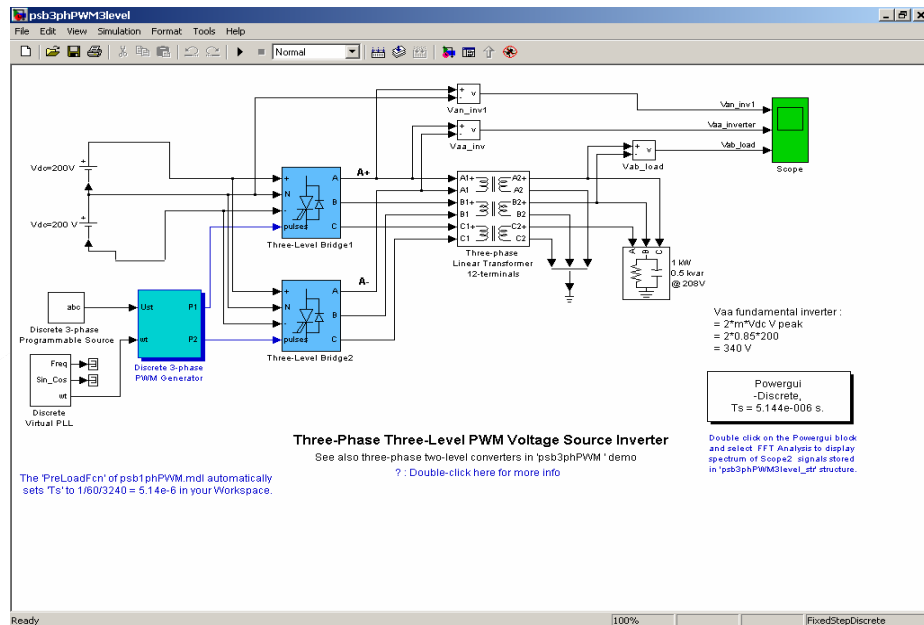 psb3phPWM3level
File Edit View Simulation Format Tools Help
Normal
Vdc=200V
Vdc=200 V
+
N
-
pulses
A
B
C
Three-Level Bridge1
A+
+
N
-
pulses
A
B
C
Three-Level Bridge2
A-
+
-
v
Van_inv1
+
-
v
Vaa_inv
+
-
v
Vab_load
Van_inv1
Vaa_inverter
Vab_load
Scope
A1+
A1
B1+
B1
C1+
C1
A2+
A2
B2+
B2
C2+
C2
Three-phase
Linear Transformer
12-terminals
A B C
1 kW
0.5 kvar
@ 208V
abc
Discrete 3-phase
Programmable Source
Ust
wt
P1
P2
Discrete 3-phase
PWM Generator
Freq
Sin_Cos
wt
Discrete
Virtual PLL
Vaa fundamental inverter :
= 2*m*Vdc V peak
= 2*0.85*200
= 340 V
Powergui
-Discrete,
Ts = 5.144e-006 s.
Double click on the Powergui block
and select FFT Analysis to display
spectrum of Scope2 signals stored
in 'psb3phPWM3level_str' structure.
Three-Phase Three-Level PWM Voltage Source Inverter
See also three-phase two-level converters in 'psb3phPWM ' demo
? : Double-click here for more info
The 'PreLoadFcn' of psb1phPWM.mdl automatically
sets 'Ts' to 1/60/3240 = 5.14e-6 in your Workspace.
Ready
100%
FixedStepDiscrete